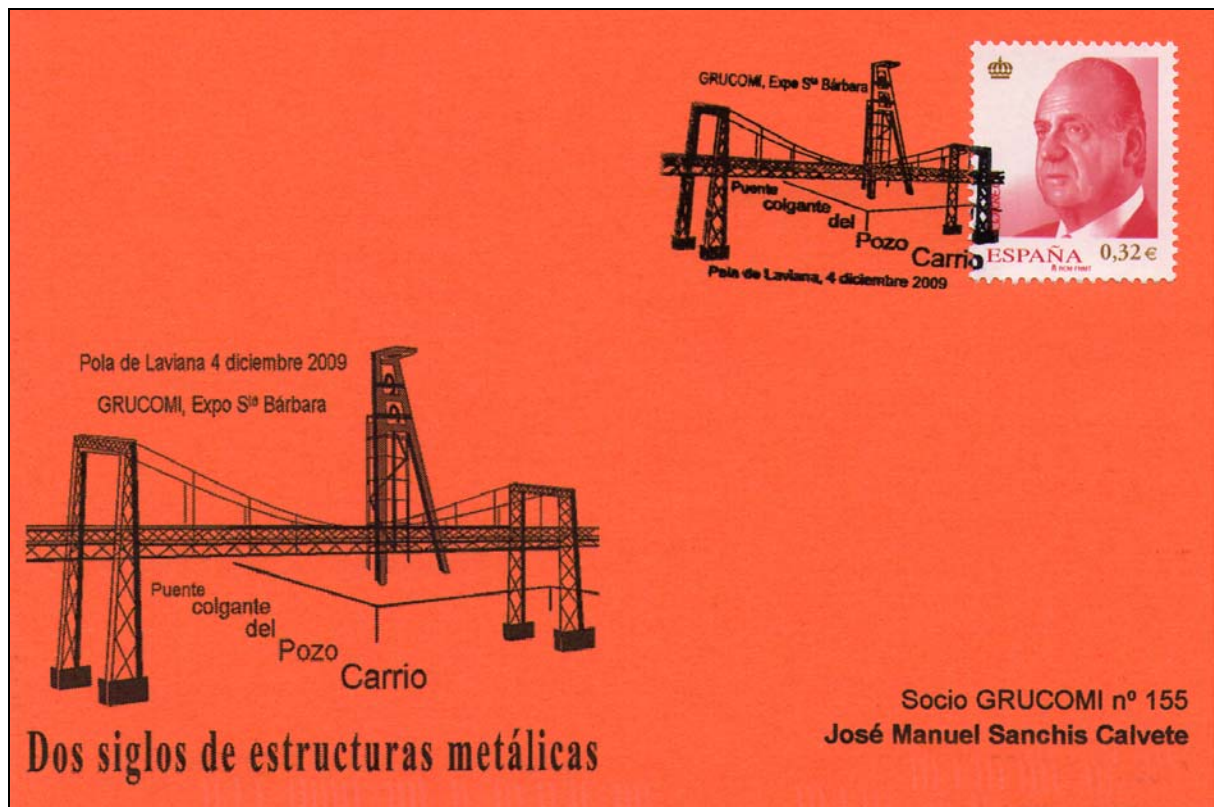 GRUCOMI, Expo Sta Bárbara
Puente
colgante
del
Pozo
Carrio
Pola de Laviana, 4 diciembre 2009
ESPAÑA 0,32 €
RCM-FNMT
Pola de Laviana 4 diciembre 2009
GRUCOMI, Expo Sta Bárbara
Puente
colgante
del
Pozo
Carrio
Dos siglos de estructuras metálicas
Socio GRUCOMI nº 155
José Manuel Sanchis Calvete